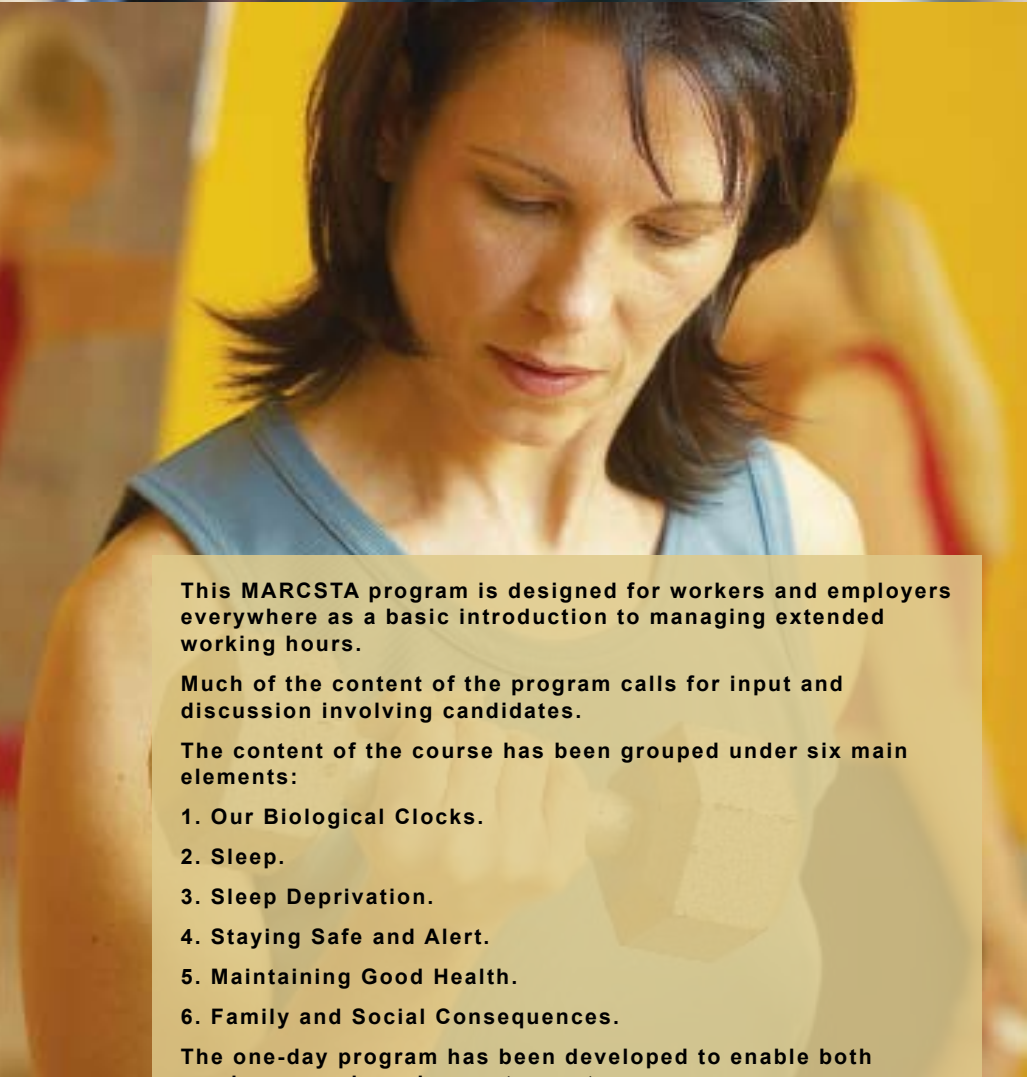 This MARCSTA program is designed for workers and employers
everywhere as a basic introduction to managing extended
working hours.
Much of the content of the program calls for input and
discussion involving candidates.
The content of the course has been grouped under six main
elements:
1. Our Biological Clocks.
2. Sleep.
3. Sleep Deprivation.
4. Staying Safe and Alert.
5. Maintaining Good Health.
6. Family and Social Consequences.
The one-day program has been developed to enable both